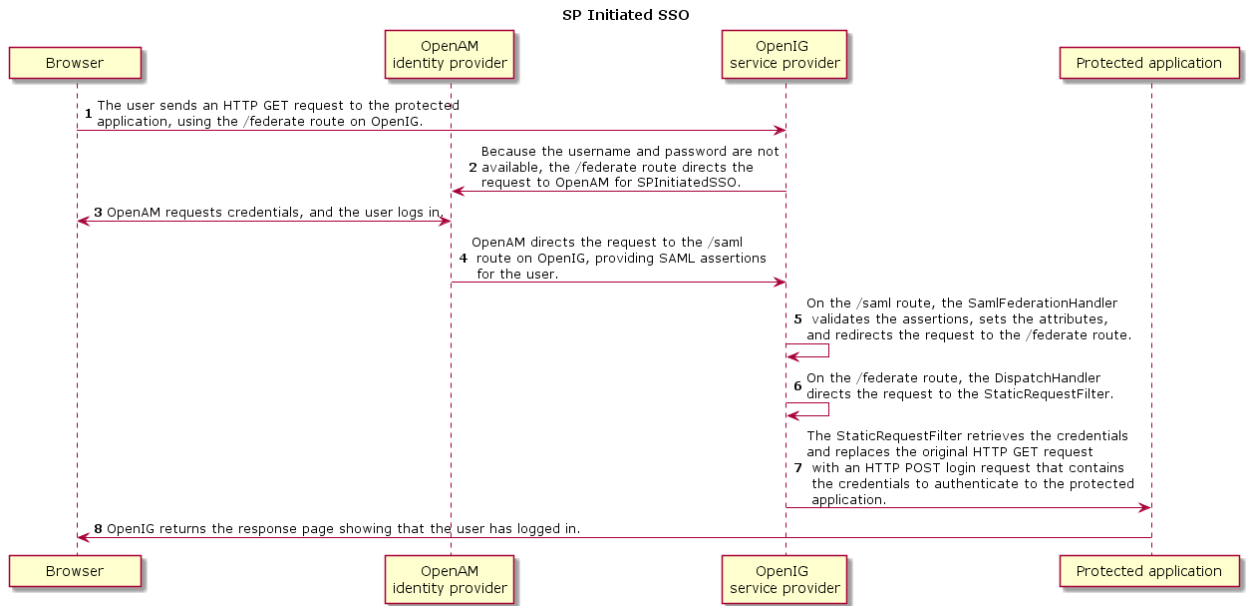 SP Initiated SSO
Browser
OpenAM
identity provider
OpenIG
service provider
Protected application
The user sends an HTTP GET request to the protected
1 application, using the /federate route on OpenIG.
Because the username and password are not
2 available, the /federate route directs the
request to OpenAM for SPInitiatedSSO.
3 OpenAM requests credentials, and the user logs in.
OpenAM directs the request to the /saml
4 route on OpenIG, providing SAML assertions
for the user.
On the /saml route, the SamlFederationHandler
5 validates the assertions, sets the attributes,
and redirects the request to the /federate route.
6 On the /federate route, the DispatchHandler
directs the request to the StaticRequestFilter.
The StaticRequestFilter retrieves the credentials
and replaces the original HTTP GET request
7 with an HTTP POST login request that contains
the credentials to authenticate to the protected
application.
8 OpenIG returns the response page showing that the user has logged in.
Browser
OpenAM
identity provider
OpenIG
service provider
Protected application